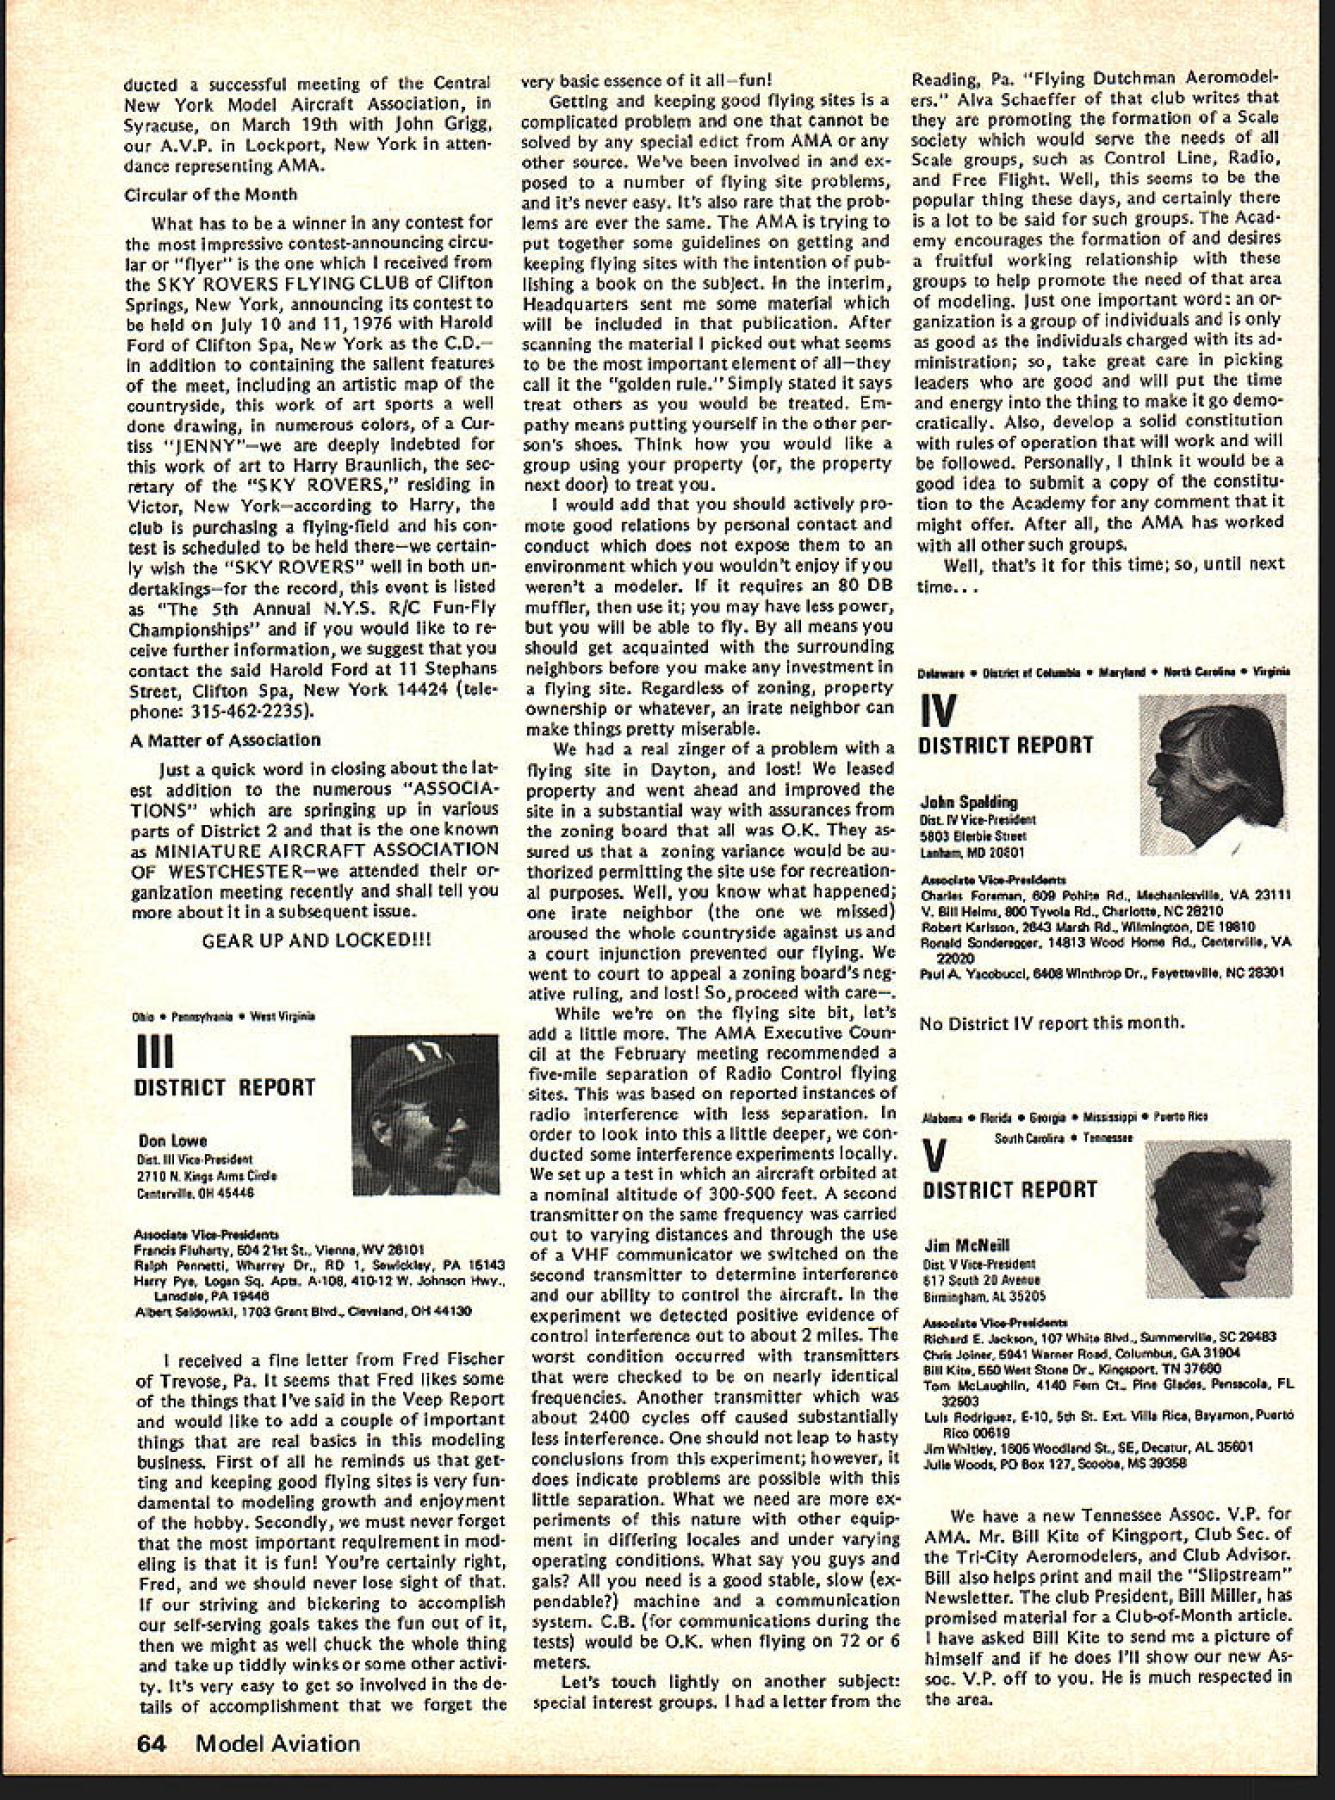 ducted a successful meeting of the Central
New York Model Aircraft Association, in
Syracuse, on March 19th with John Grigg,
our A.V.P. in Lockport, New York in atten-
dance representing AMA.
Circular of the Month
What has to be a winner in any contest for
the most impressive contest-announcing circu-
lar or "flyer" is the one which I received from
the SKY ROVERS FLYING CLUB of Clifton
Springs, New York, announcing its contest to
be held on July 10 and 11, 1976 with Harold
Ford of Clifton Spa, New York as the C.D.—
in addition to containing the salient features
of the meet, including an artistic map of the
countryside, this work of art sports a well
done drawing, in numerous colors, of a Cur-
tiss "JENNY"—we are deeply indebted for
this work of art to Harry Braunlich, the sec-
retary of the "SKY ROVERS," residing in
Victor, New York—according to Harry, the
club is purchasing a flying-field and his con-
test is scheduled to be held there—we certain-
ly wish the "SKY ROVERS" well in both un-
dertakings—for the record, this event is listed
as "The 5th Annual N.Y.S. R/C Fun-Fly
Championships" and if you would like to re-
ceive further information, we suggest that you
contact the said Harold Ford at 11 Stephans
Street, Clifton Spa, New York 14424 (tele-
phone: 315-462-2235).
A Matter of Association
Just a quick word in closing about the lat-
est addition to the numerous "ASSOCIA-
TIONS" which are springing up in various
parts of District 2 and that is the one known
as MINIATURE AIRCRAFT ASSOCIATION
OF WESTCHESTER—we attended their or-
ganization meeting recently and shall tell you
more about it in a subsequent issue.
GEAR UP AND LOCKED!!!
Ohio • Pennsylvania • West Virginia
III
DISTRICT REPORT
Don Lowe
Dist. III Vice-President
2710 N. Kings Arms Circle
Centerville, OH 45446
Associate Vice-Presidents
Francis Fluharty, 504 21st St., Vienna, WV 26101
Ralph Pennetti, Wherrey Dr., RD 1, Sewickley, PA 15143
Harry Pye, Logan Sq. Apts. A-108, 410-12 W. Johnson Hwy.,
Lansdale, PA 19446
Albert Seidowski, 1703 Grant Blvd., Cleveland, OH 44130
I received a fine letter from Fred Fischer
of Trevose, Pa. It seems that Fred likes some
of the things that I've said in the Veep Report
and would like to add a couple of important
things that are real basics in this modeling
business. First of all he reminds us that get-
ting and keeping good flying sites is very fun-
damental to modeling growth and enjoyment
of the hobby. Secondly, we must never forget
that the most important requirement in mod-
eling is that it is fun! You're certainly right,
Fred, and we should never lose sight of that.
If our striving and bickering to accomplish
our self-serving goals takes the fun out of it,
then we might as well chuck the whole thing
and take up tiddly winks or some other activi-
ty. It's very easy to get so involved in the de-
tails of accomplishment that we forget the
very basic essence of it all—fun!
Getting and keeping good flying sites is a
complicated problem and one that cannot be
solved by any special edict from AMA or any
other source. We've been involved in and ex-
posed to a number of flying site problems,
and it's never easy. It's also rare that the prob-
lems are ever the same. The AMA is trying to
put together some guidelines on getting and
keeping flying sites with the intention of pub-
lishing a book on the subject. In the interim,
Headquarters sent me some material which
will be included in that publication. After
scanning the material I picked out what seems
to be the most important element of all—they
call it the "golden rule." Simply stated it says
treat others as you would be treated. Em-
pathy means putting yourself in the other per-
son's shoes. Think how you would like a
group using your property (or, the property
next door) to treat you.
I would add that you should actively pro-
mote good relations by personal contact and
conduct which does not expose them to an
environment which you wouldn't enjoy if you
weren't a modeler. If it requires an 80 DB
muffler, then use it; you may have less power,
but you will be able to fly. By all means you
should get acquainted with the surrounding
neighbors before you make any investment in
a flying site. Regardless of zoning, property
ownership or whatever, an irate neighbor can
make things pretty miserable.
We had a real zinger of a problem with a
flying site in Dayton, and lost! We leased
property and went ahead and improved the
site in a substantial way with assurances from
the zoning board that all was O.K. They as-
sured us that a zoning variance would be au-
thorized permitting the site use for recreation-
al purposes. Well, you know what happened;
one irate neighbor (the one we missed)
aroused the whole countryside against us and
a court injunction prevented our flying. We
went to court to appeal a zoning board's neg-
ative ruling, and lost! So, proceed with care—.
While we're on the flying site bit, let's
add a little more. The AMA Executive Coun-
cil at the February meeting recommended a
five-mile separation of Radio Control flying
sites. This was based on reported instances of
radio interference with less separation. In
order to look into this a little deeper, we con-
ducted some interference experiments locally.
We set up a test in which an aircraft orbited at
a nominal altitude of 300-500 feet. A second
transmitter on the same frequency was carried
out to varying distances and through the use
of a VHF communicator we switched on the
second transmitter to determine interference
and our ability to control the aircraft. In the
experiment we detected positive evidence of
control interference out to about 2 miles. The
worst condition occurred with transmitters
that were checked to be on nearly identical
frequencies. Another transmitter which was
about 2400 cycles off caused substantially
less interference. One should not leap to hasty
conclusions from this experiment; however, it
does indicate problems are possible with this
little separation. What we need are more ex-
periments of this nature with other equip-
ment in differing locales and under varying
operating conditions. What say you guys and
gals? All you need is a good stable, slow (ex-
pendable?) machine and a communication
system. C.B. (for communications during the
tests) would be O.K. when flying on 72 or 6
meters.
Let's touch lightly on another subject:
special interest groups. I had a letter from the
Reading, Pa. "Flying Dutchman Aeromodel-
ers." Alva Schaeffer of that club writes that
they are promoting the formation of a Scale
society which would serve the needs of all
Scale groups, such as Control Line, Radio,
and Free Flight. Well, this seems to be the
popular thing these days, and certainly there
is a lot to be said for such groups. The Acad-
emy encourages the formation of and desires
a fruitful working relationship with these
groups to help promote the need of that area
of modeling. Just one important word: an or-
ganization is a group of individuals and is only
as good as the individuals charged with its ad-
ministration; so, take great care in picking
leaders who are good and will put the time
and energy into the thing to make it go demo-
cratically. Also, develop a solid constitution
with rules of operation that will work and will
be followed. Personally, I think it would be a
good idea to submit a copy of the constitu-
tion to the Academy for any comment that it
might offer. After all, the AMA has worked
with all other such groups.
Well, that's it for this time; so, until next
time...
Delaware • District of Columbia • Maryland • North Carolina • Virginia
IV
DISTRICT REPORT
John Spalding
Dist. IV Vice-President
5803 Ellerbie Street
Lanham, MD 20801
Associate Vice-Presidents
Charles Foreman, 609 Pohite Rd., Mechanicsville, VA 23111
V. Bill Helms, 800 Tyvola Rd., Charlotte, NC 28210
Robert Karlsson, 2643 Marsh Rd., Wilmington, DE 19810
Ronald Sonderegger, 14813 Wood Home Rd., Centerville, VA
22020
Paul A. Yacobucci, 6408 Winthrop Dr., Fayetteville, NC 28301
No District IV report this month.
Alabama • Florida • Georgia • Mississippi • Puerto Rico
South Carolina • Tennessee
V
DISTRICT REPORT
Jim McNeill
Dist. V Vice-President
617 South 20 Avenue
Birmingham, AL 35205
Associate Vice-Presidents
Richard E. Jackson, 107 White Blvd., Summerville, SC 29483
Chris Joiner, 5941 Warner Road, Columbus, GA 31904
Bill Kite, 550 West Stone Dr., Kingsport, TN 37660
Tom McLaughlin, 4140 Fern Ct., Pine Glades, Pensacola, FL
32503
Luis Rodriguez, E-10, 5th St. Ext. Villa Rica, Bayamon, Puerto
Rico 00619
Jim Whitley, 1805 Woodland St., SE, Decatur, AL 35601
Julie Woods, PO Box 127, Scooba, MS 39358
We have a new Tennessee Assoc. V.P. for
AMA. Mr. Bill Kite of Kingport, Club Sec. of
the Tri-City Aeromodelers, and Club Advisor.
Bill also helps print and mail the "Slipstream"
Newsletter. The club President, Bill Miller, has
promised material for a Club-of-Month article.
I have asked Bill Kite to send me a picture of
himself and if he does I'll show our new As-
soc. V.P. off to you. He is much respected in
the area.
64 Model Aviation
17